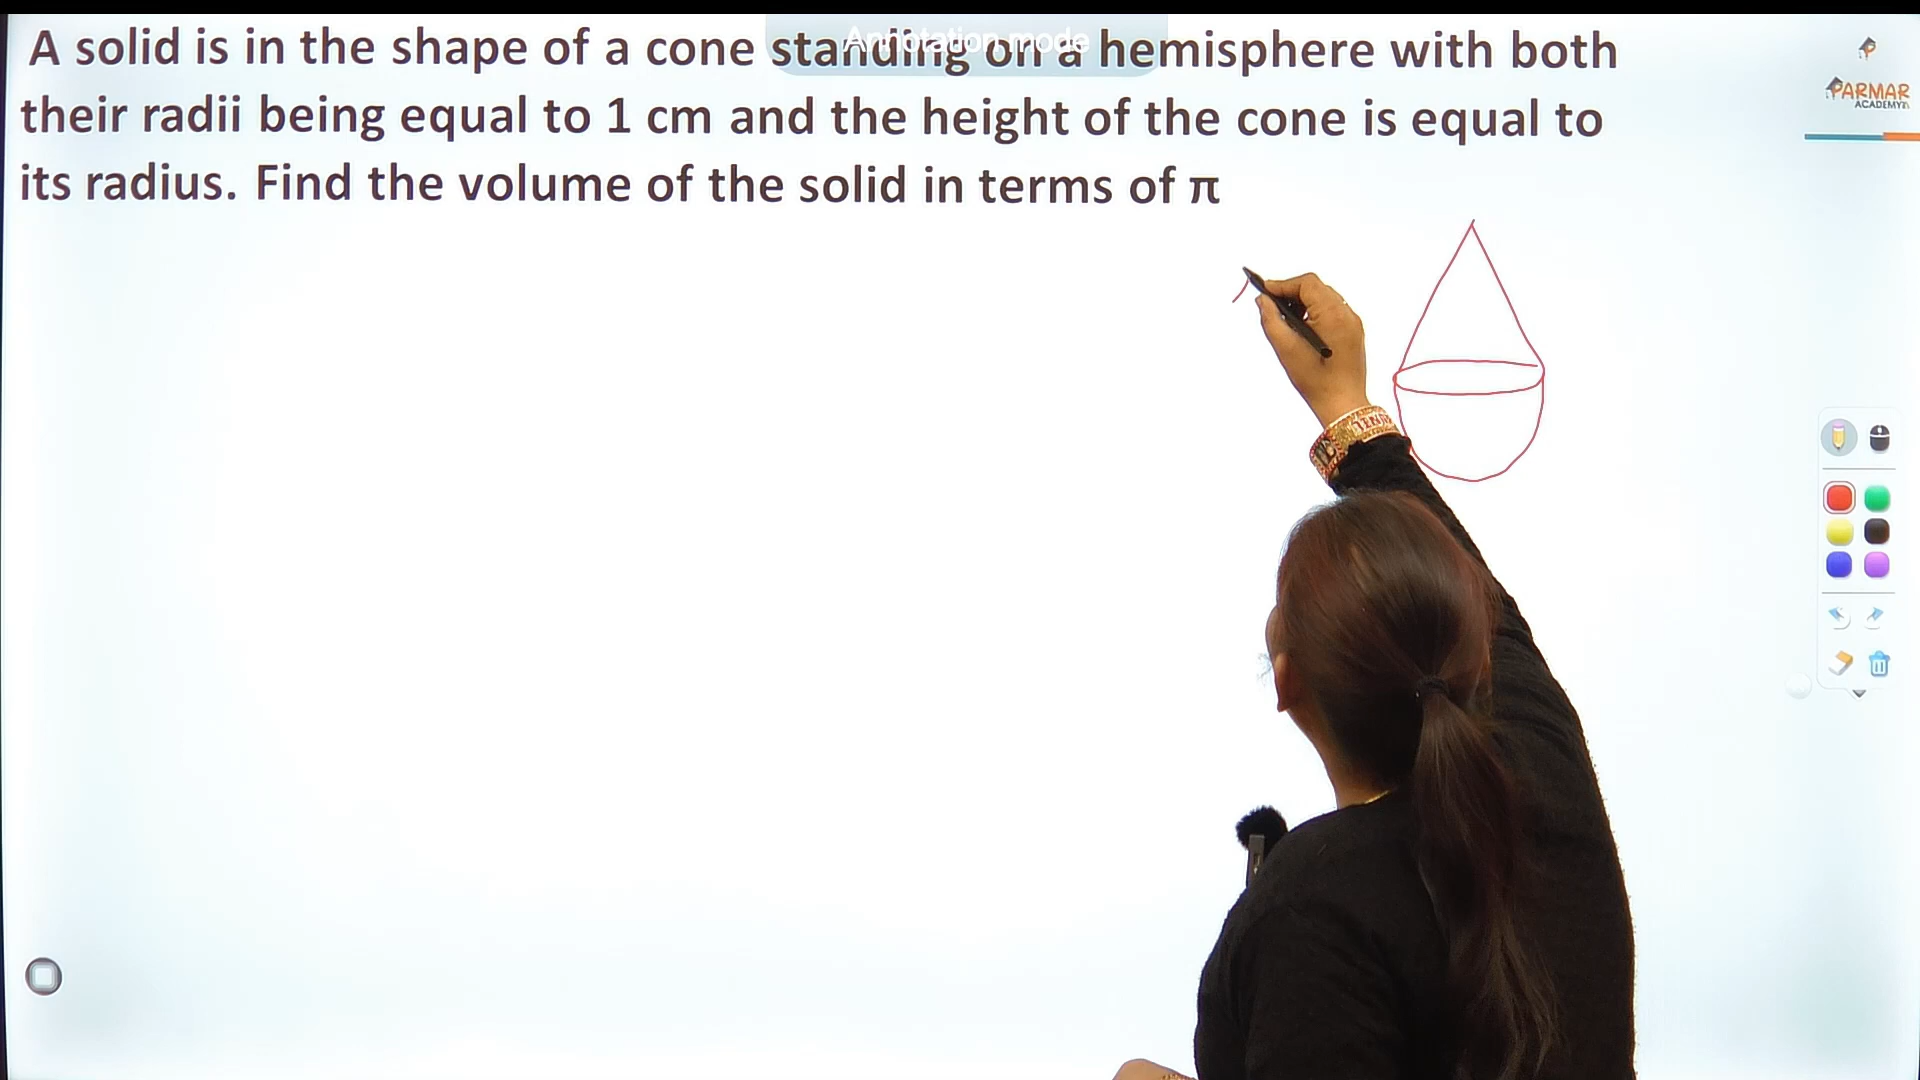 A solid is in the shape of a cone standing on a hemisphere with both
their radii being equal to 1 cm and the height of the cone is equal to
its radius. Find the volume of the solid in terms of π
Annotation mode
PARMAR
ACADEMY